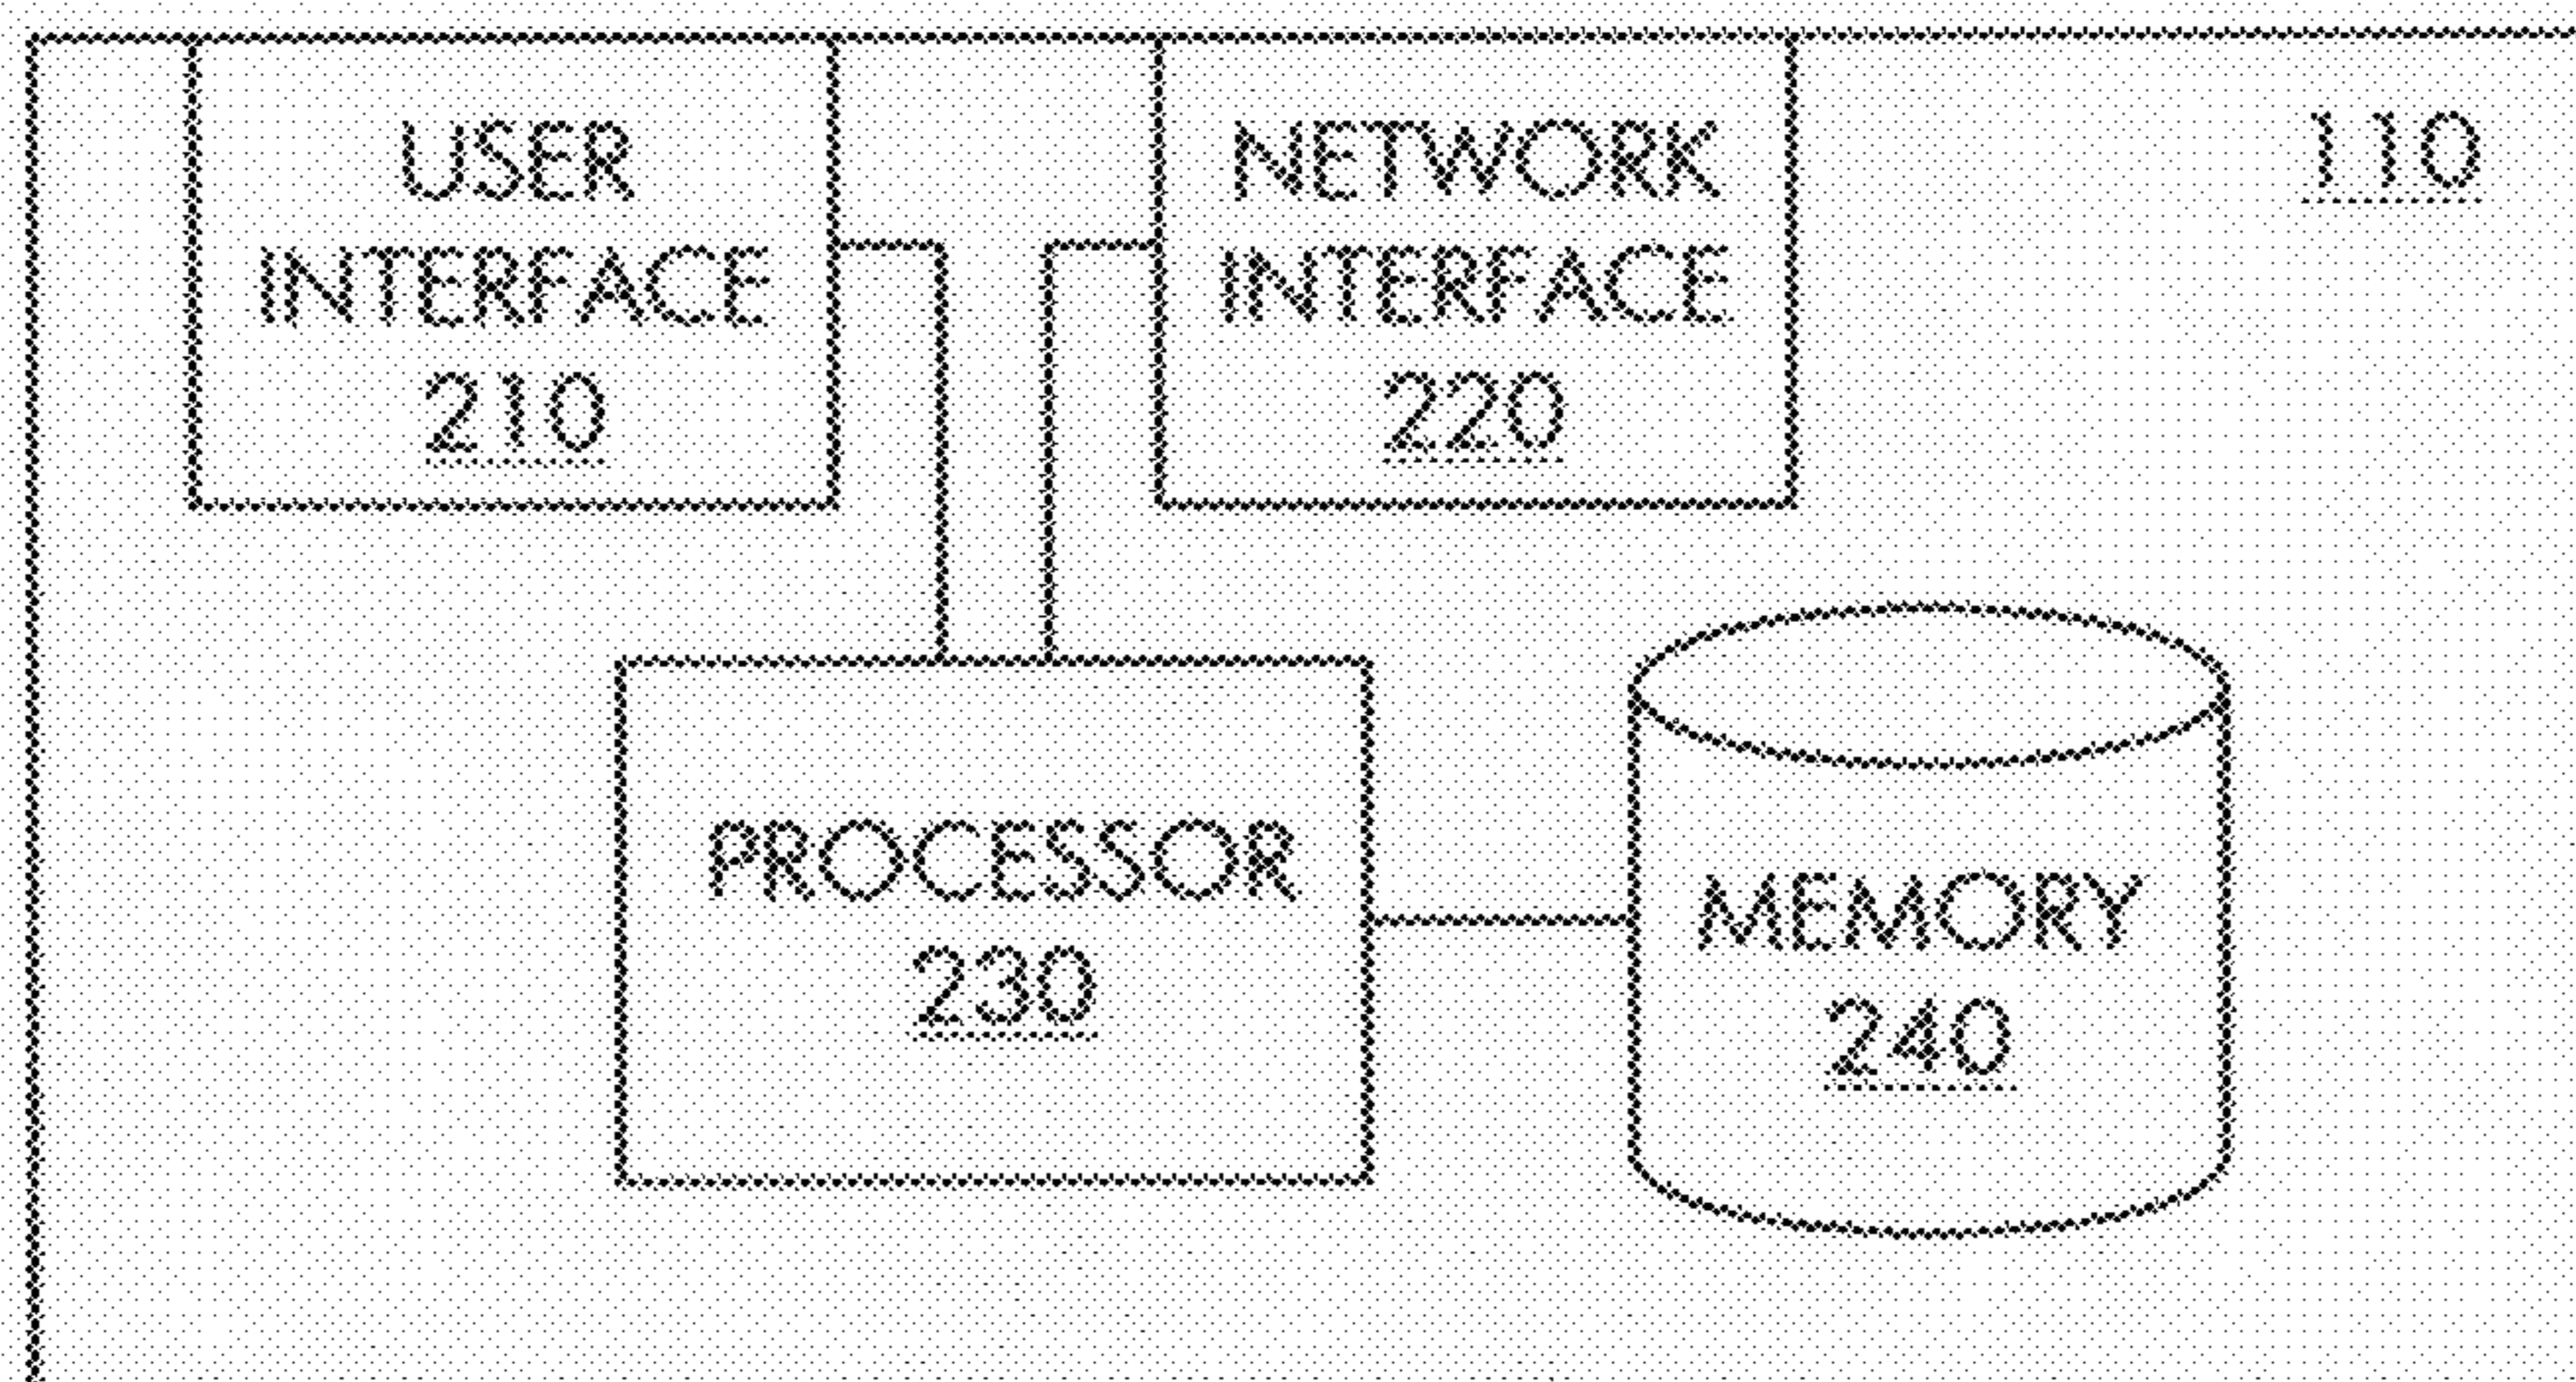 USER
INTERFACE
210
NETWORK
INTERFACE
220
110
PROCESSOR
230
MEMORY
240